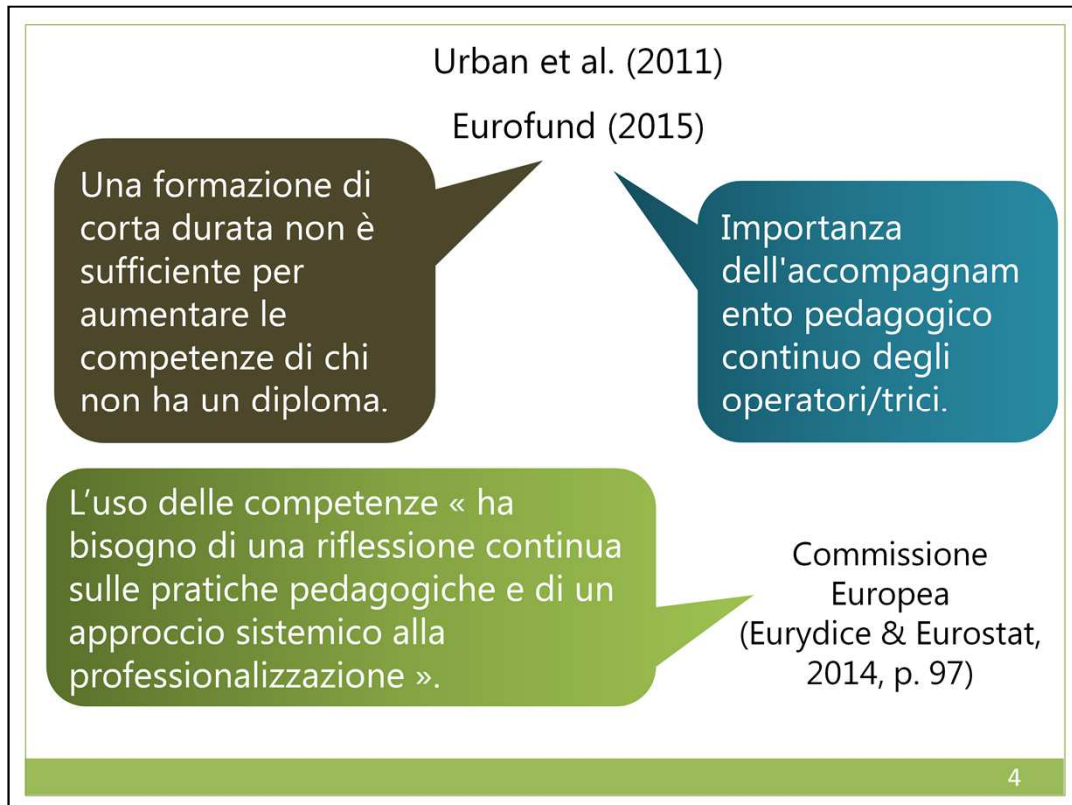 Urban et al. (2011)
Eurofund (2015)
Una formazione di
corta durata non è
sufficiente per
aumentare le
competenze di chi
non ha un diploma.
Importanza
dell'accompagnam
ento pedagogico
continuo degli
operatori/trici.
L’uso delle competenze « ha
bisogno di una riflessione continua
sulle pratiche pedagogiche e di un
approccio sistemico alla
professionalizzazione ».
Commissione
Europea
(Eurydice & Eurostat,
2014, p. 97)
4